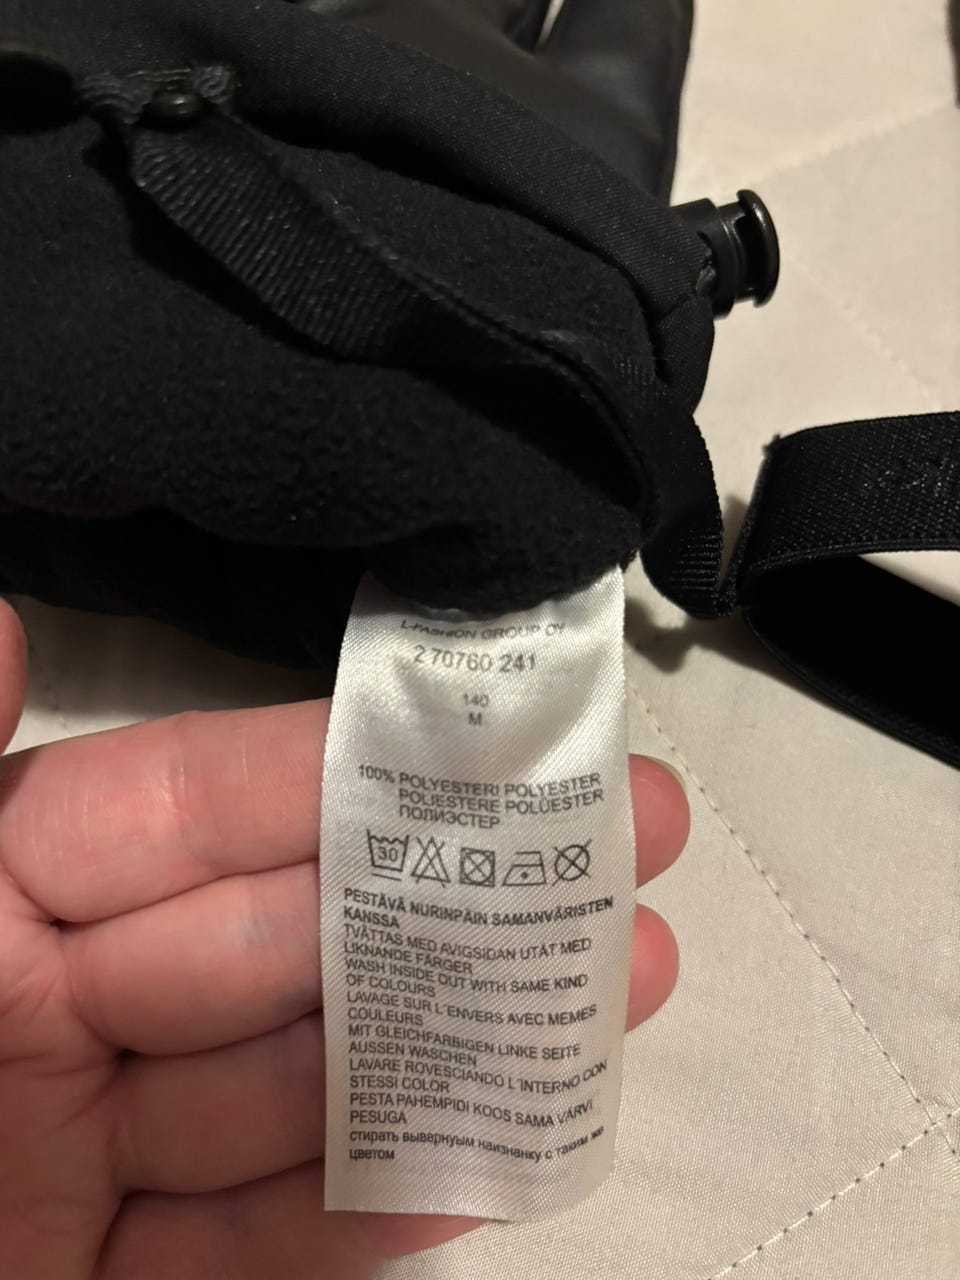 L-FASHION GROUP OY
2 70760 241
140
M
100% POLYESTERI POLYESTER
POLIESTERE POLÜESTER
ПОЛИЭСТЕР
30
PESTÄVÄ NURINPÄIN SAMANVÄRISTEN
KANSSA
TVÄTTAS MED AVIGSIDAN UTÅT MED
LIKNANDE FÄRGER
WASH INSIDE OUT WITH SAME KIND
OF COLOURS
LAVAGE SUR L'ENVERS AVEC MEMES
COULEURS
MIT GLEICHFARBIGEN LINKE SEITE
AUSSEN WASCHEN
LAVARE ROVESCIANDO L'INTERNO CON
STESSI COLOR
PESTA PAHEMPIDI KOOS SAMA VÄRVI
PESUGA
стирать вывернуым наизнанку с таким же
цветом